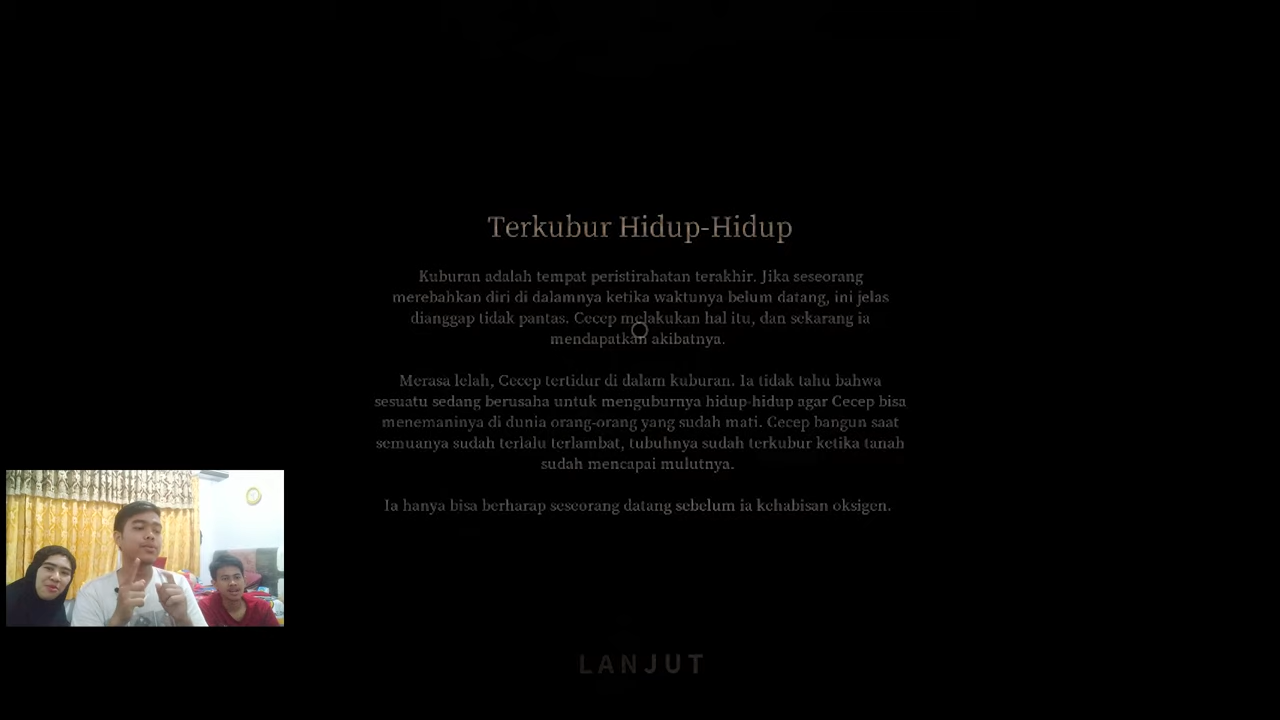 Terkubur Hidup-Hidup
Kuburan adalah tempat peristirahatan terakhir. Jika seseorang
merebahkan diri di dalamnya ketika waktunya belum datang, ini jelas
dianggap tidak pantas. Cecep melakukan hal itu, dan sekarang ia
mendapatkan akibatnya.
Merasa lelah, Cecep tertidur di dalam kuburan. Ia tidak tahu bahwa
sesuatu sedang berusaha untuk menguburnya hidup-hidup agar Cecep bisa
menemaninya di dunia orang-orang yang sudah mati. Cecep bangun saat
semuanya sudah terlalu terlambat, tubuhnya sudah terkubur ketika tanah
sudah mencapai mulutnya.
Ia hanya bisa berharap seseorang datang sebelum ia kehabisan oksigen.
LANJUT